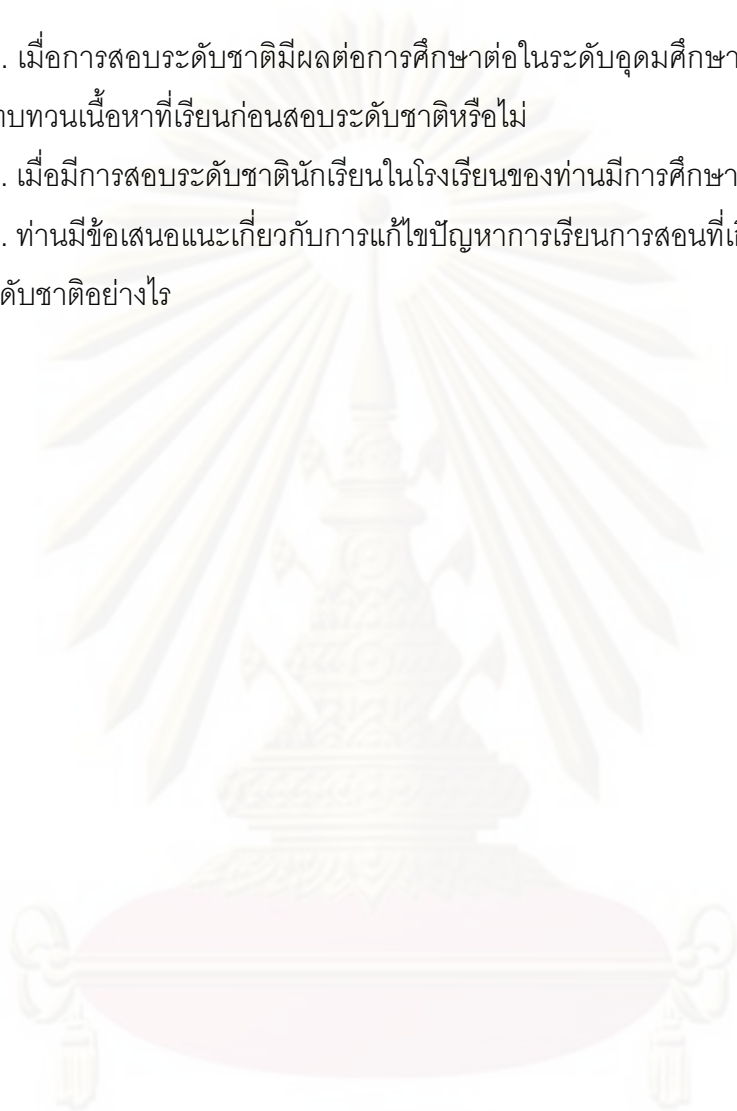 . เมื่อการสอบระดับชาติมีผลต่อการศึกษาต่อในระดับอุดมศึกษา
บทวนเนื้อหาที่เรียนก่อนสอบระดับชาติหรือไม่
. เมื่อมีการสอบระดับชาตินักเรียนในโรงเรียนของท่านมีการศึกษา
. ท่านมีข้อเสนอแนะเกี่ยวกับการแก้ไขปัญหาการเรียนการสอนที่
ดับชาติอย่างไร